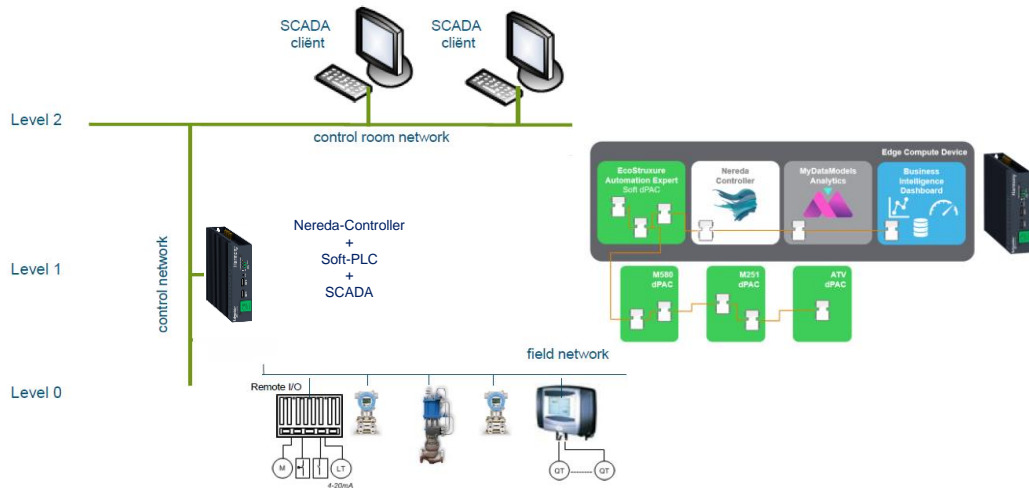 SCADA
cliënt
SCADA
cliënt
Level 2
control room network
Edge Compute Device
EcoStruxure
Automation Expert
Soft dPAC
Nereda
Controller
MyDataModels
Analytics
Business
Intelligence
Dashboard
Harmony
Nereda-Controller
+
Soft-PLC
+
SCADA
Level 1
control network
M580
dPAC
M251
dPAC
ATV
dPAC
field network
Level 0
Remote I/O
M
LT
4-20mA
QT
QT